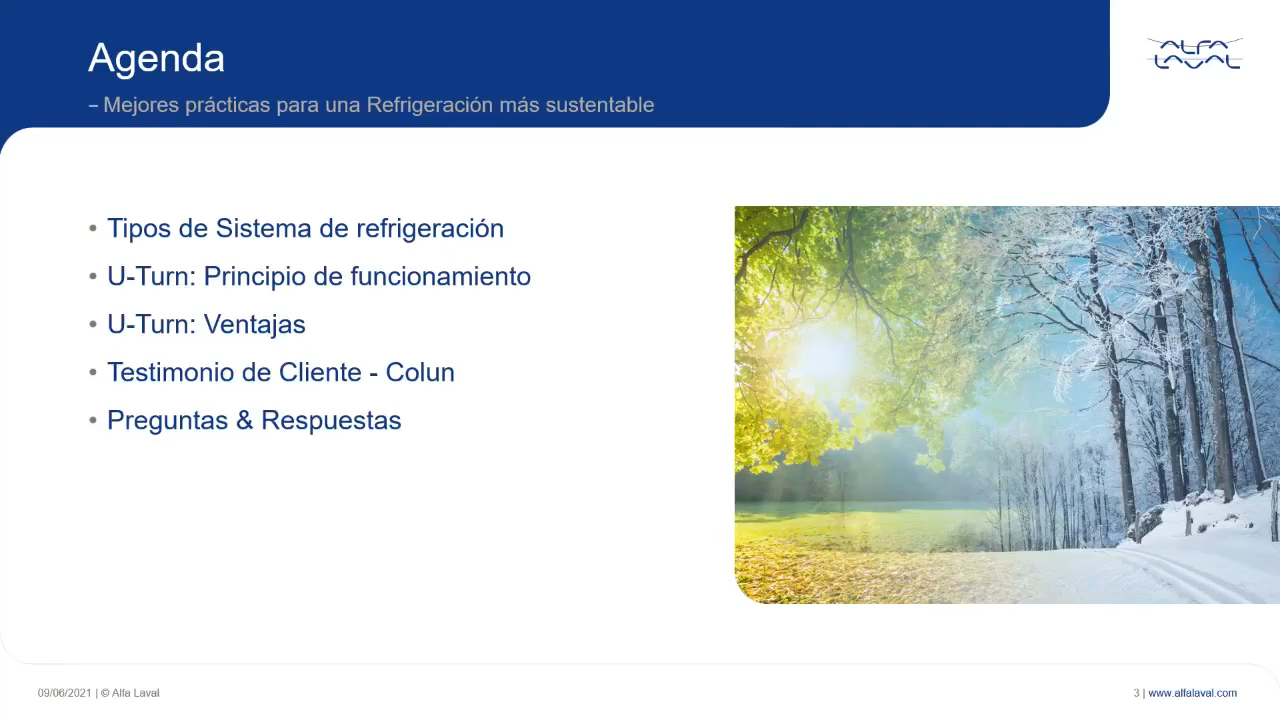 Agenda
– Mejores prácticas para una Refrigeración más sustentable
ALFA
LAVAL
• Tipos de Sistema de refrigeración
• U-Turn: Principio de funcionamiento
• U-Turn: Ventajas
• Testimonio de Cliente - Colun
• Preguntas & Respuestas
09/06/2021 | © Alfa Laval
3 | www.alfalaval.com